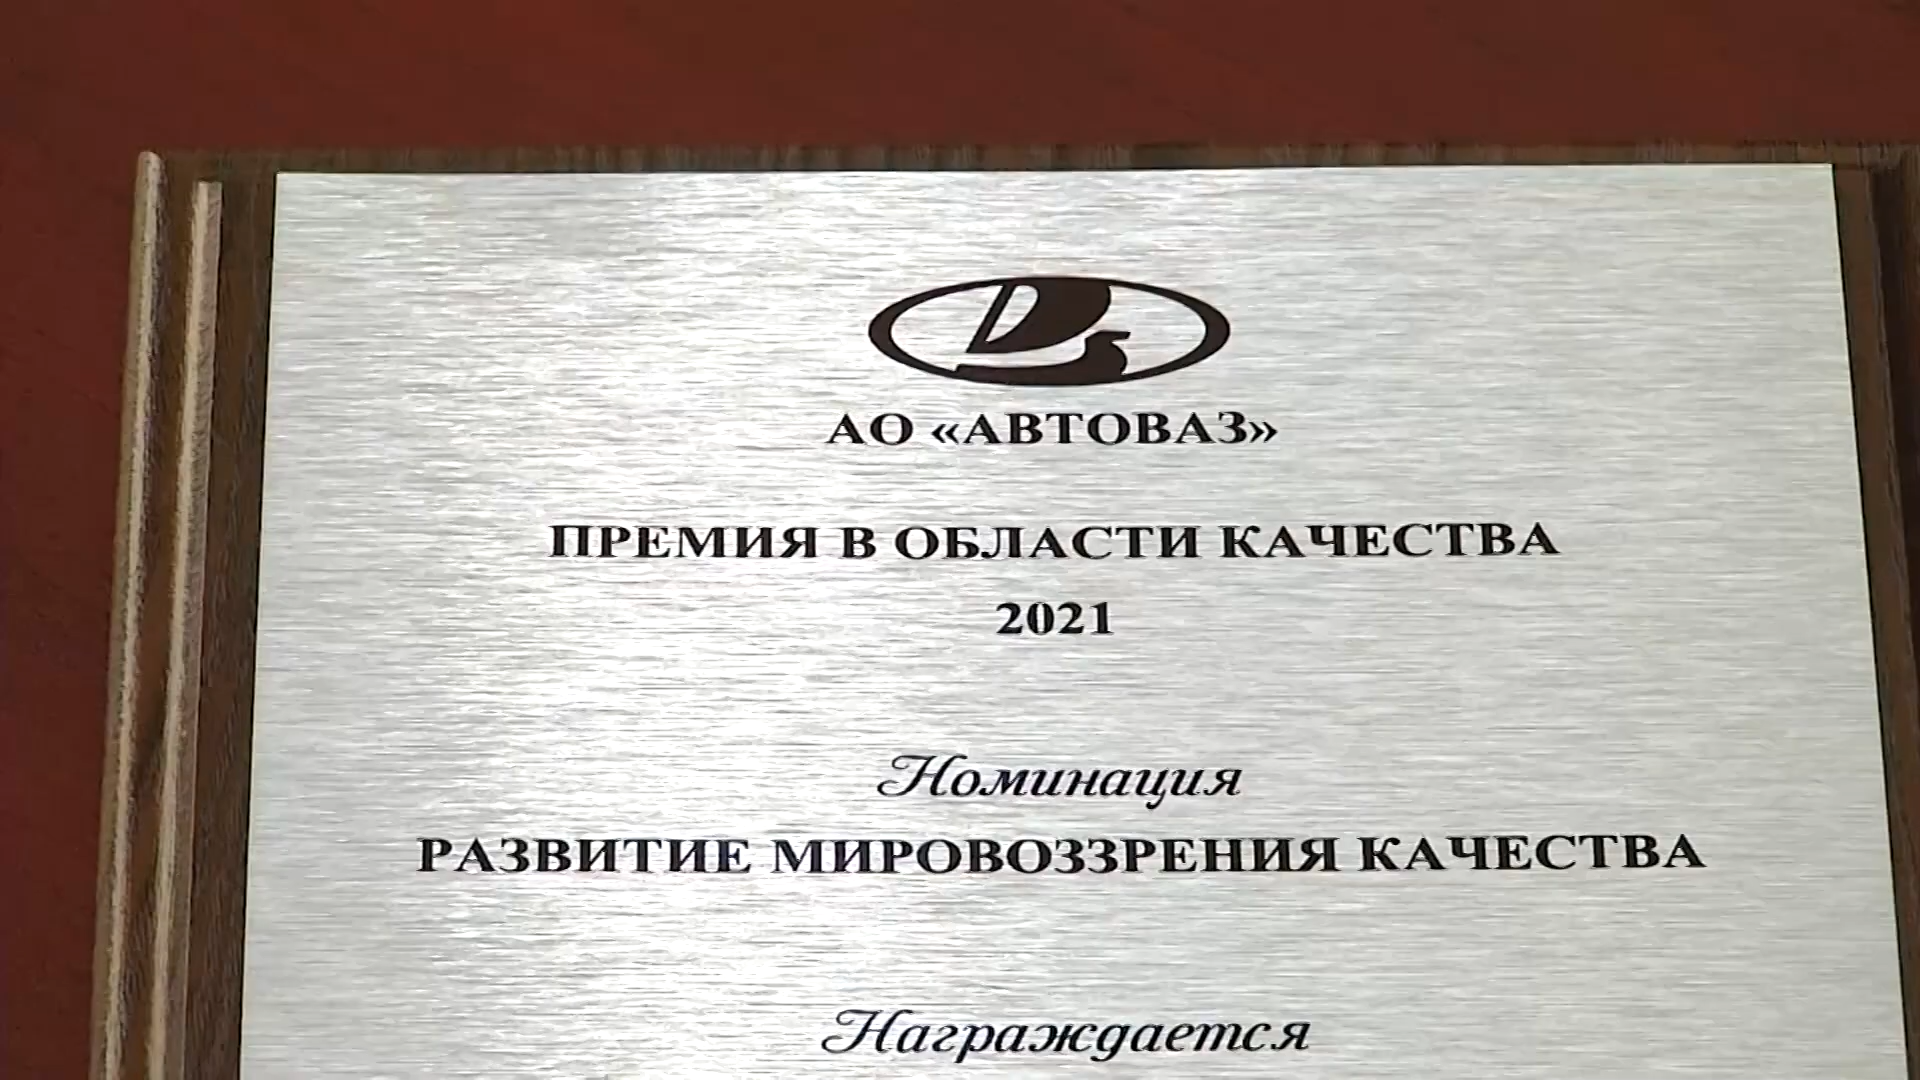 АО «АВТОВАЗ»
ПРЕМИЯ В ОБЛАСТИ КАЧЕСТВА
2021
Номинация
РАЗВИТИЕ МИРОВОЗЗРЕНИЯ КАЧЕСТВА
Награждается